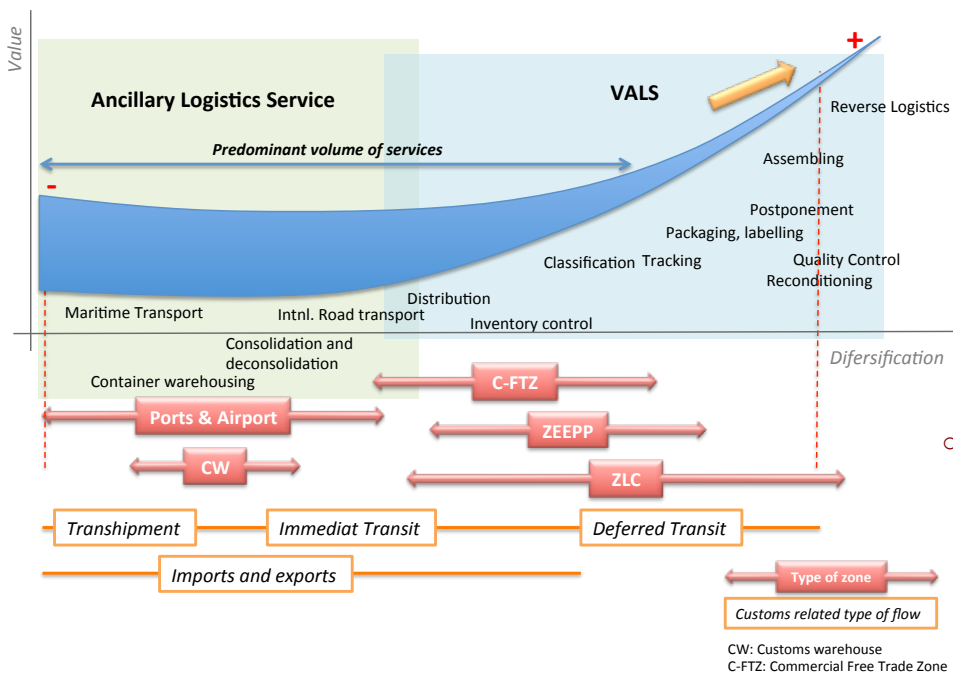 Value
+
Ancillary Logistics Service
VALS
Reverse Logistics
Predominant volume of services
Assembling
-
Postponement
Packaging, labelling
Classification
Tracking
Quality Control
Reconditioning
Distribution
Maritime Transport
Intnl. Road transport
Inventory control
Consolidation and
deconsolidation
Difersification
Container warehousing
C-FTZ
Ports & Airport
ZEEPP
CW
ZLC
Transhipment
Immediat Transit
Deferred Transit
Imports and exports
Type of zone
Customs related type of flow
CW: Customs warehouse
C-FTZ: Commercial Free Trade Zone